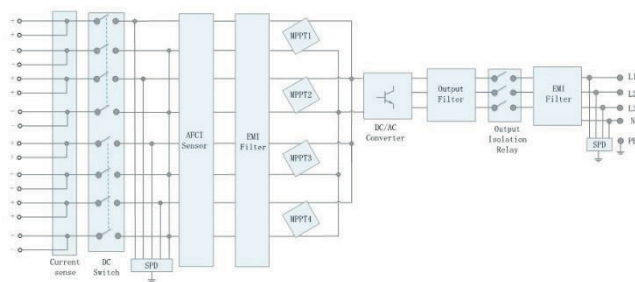 +
+
-
-
+
+
-
-
+
+
-
-
+
+
-
-
Current
sense
DC
Switch
SPD
AFCI
Sensor
EMI
Filter
MPPT1
MPPT2
MPPT3
MPPT4
DC/AC
Converter
Output
Filter
Output
Isolation
Relay
EMI
Filter
SPD
L1
L2
L3
N
PE